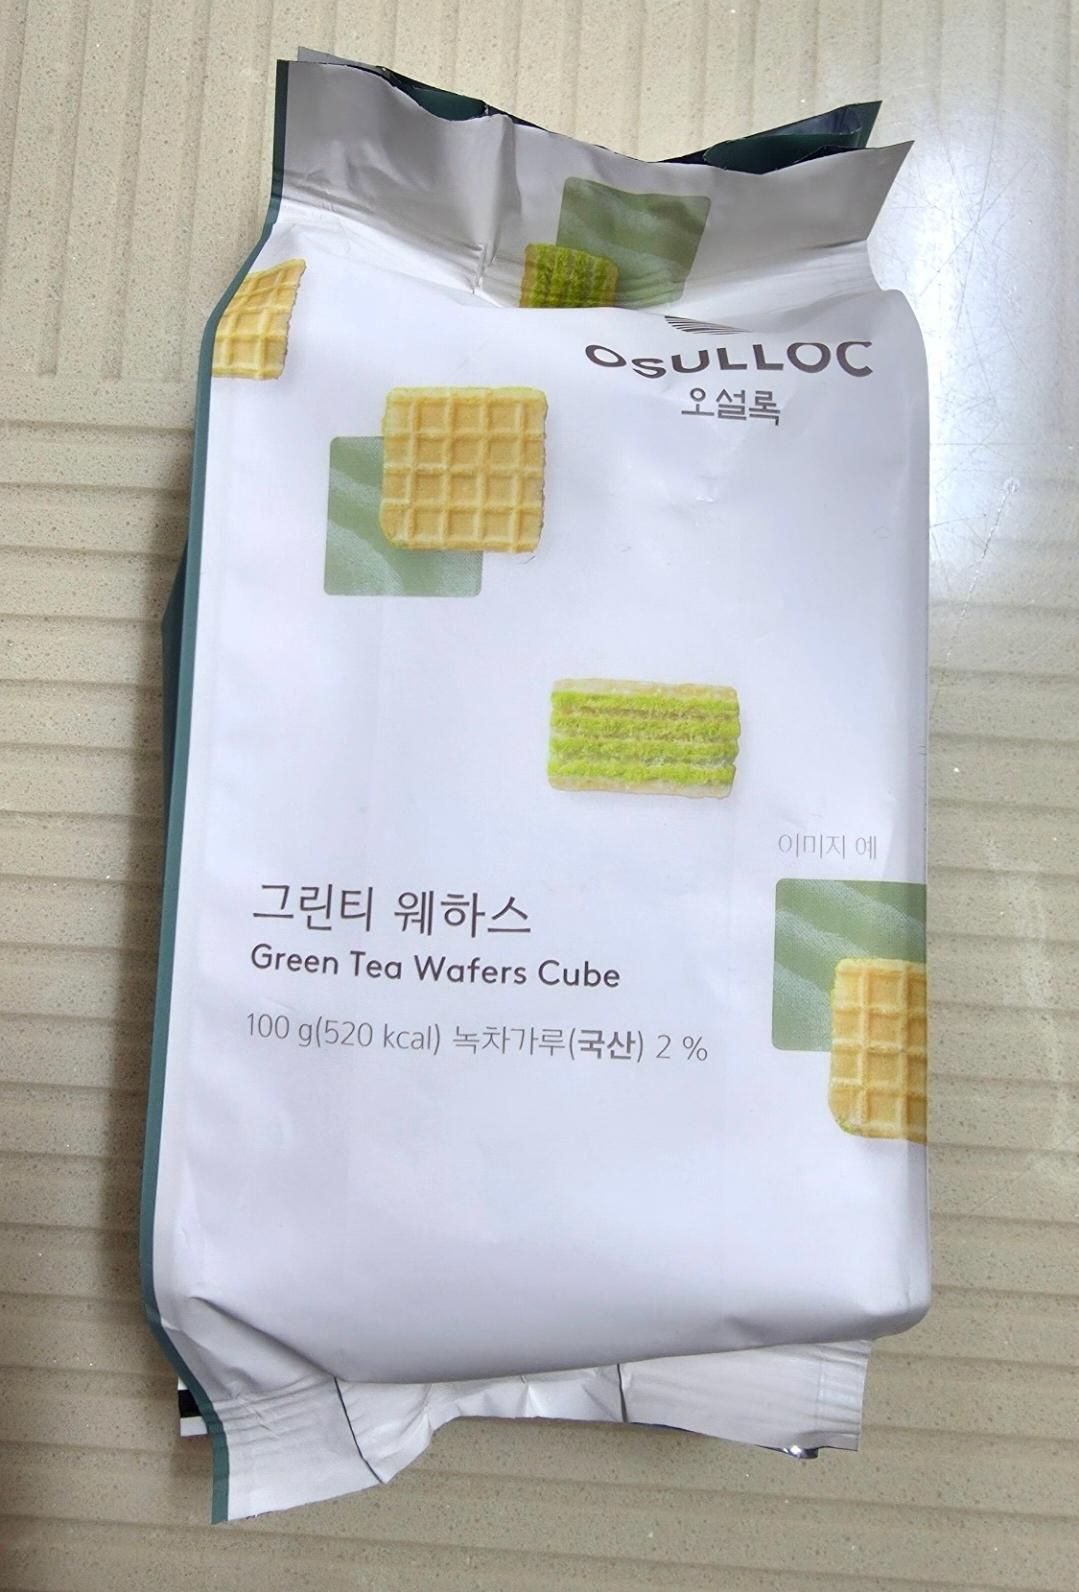 OSULLOC
오설록
이미지 예
그린티 웨하스
Green Tea Wafers Cube
100 g(520 kcal) 녹차가루(국산) 2 %